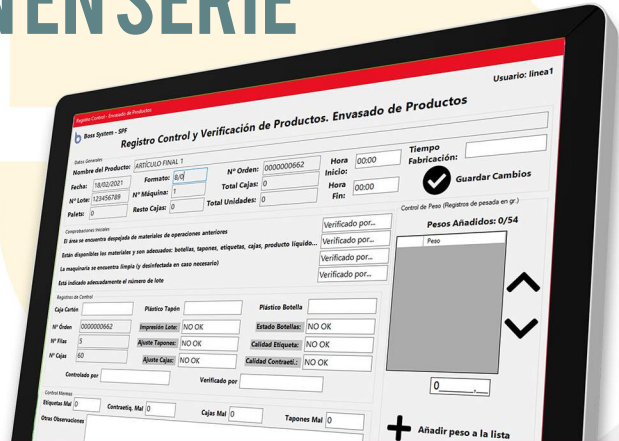 N EN SERIE
Registro Control - Envasado de Productos
Usuario: linea1
Boss System - SPF
Registro Control y Verificación de Productos. Envasado de Productos
Datos Generales
Nombre del Producto: ARTÍCULO FINAL 1
Fecha: 18/02/2021 Formato: 8/0 Nº Orden: 0000000662 Hora Inicio: 00:00 Tiempo Fabricación:
Nº Lote: 123456789 Nº Máquina: 1 Total Cajas: 0 Hora Fin: 00:00 Guardar Cambios
Palets: 0 Resto Cajas: 0 Total Unidades: 0
Comprobaciones Iniciales
El área se encuentra despejada de materiales de operaciones anteriores Verificado por...
Están disponibles los materiales y son adecuados: botellas, tapones, etiquetas, cajas, producto líquido... Verificado por...
La maquinaria se encuentra limpia (y desinfectada en caso necesario) Verificado por...
Está indicado adecuadamente el número de lote Verificado por...
Control de Peso (Registros de pesada en gr.)
Pesos Añadidos: 0/54
Peso
Registros de Control
Caja Cartón Plástico Tapón Plástico Botella
Nº Orden 0000000662 Impresión Lote: NO OK Estado Botellas: NO OK
Nº Filas 5 Ajuste Tapones: NO OK Calidad Etiqueta: NO OK
Nº Cajas 60 Ajuste Cajas: NO OK Calidad Contraeti.: NO OK
Controlado por Verificado por
0____,__
Control Mermas
Etiquetas Mal 0 Contraetiq. Mal 0 Cajas Mal 0 Tapones Mal 0
Otras Observaciones
Añadir peso a la lista